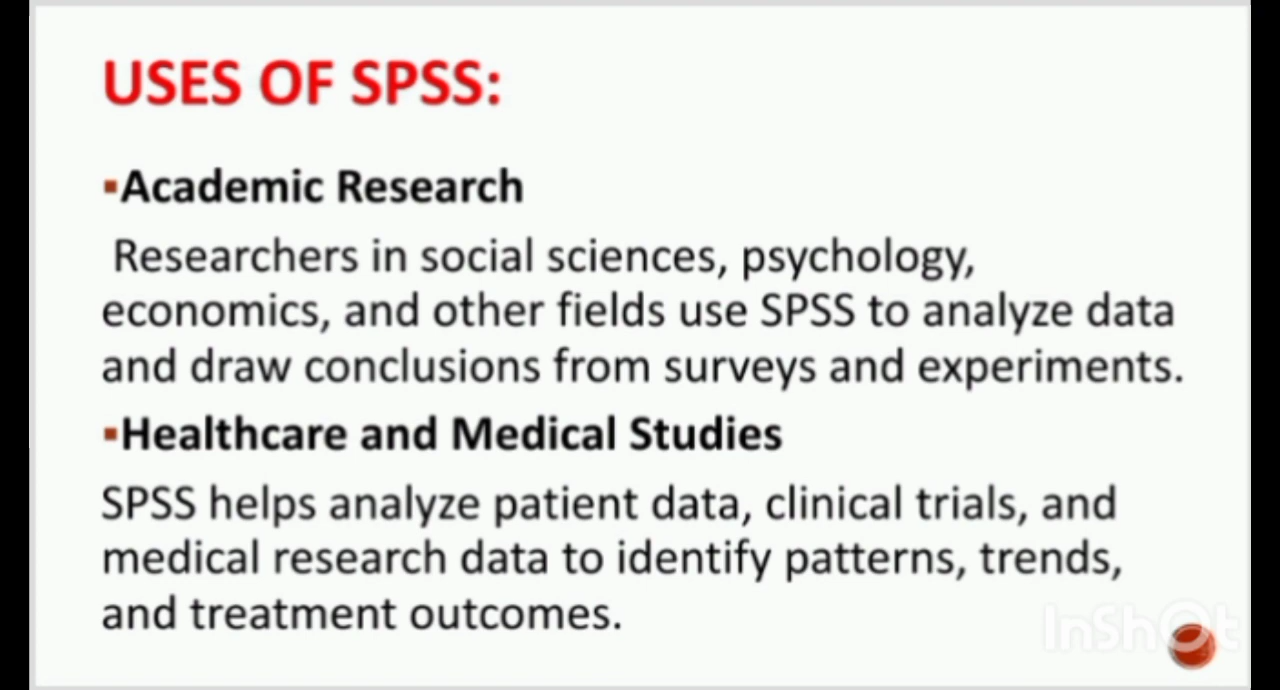 USES OF SPSS:
▪Academic Research
Researchers in social sciences, psychology,
economics, and other fields use SPSS to analyze data
and draw conclusions from surveys and experiments.
▪Healthcare and Medical Studies
SPSS helps analyze patient data, clinical trials, and
medical research data to identify patterns, trends,
and treatment outcomes.
InShOt